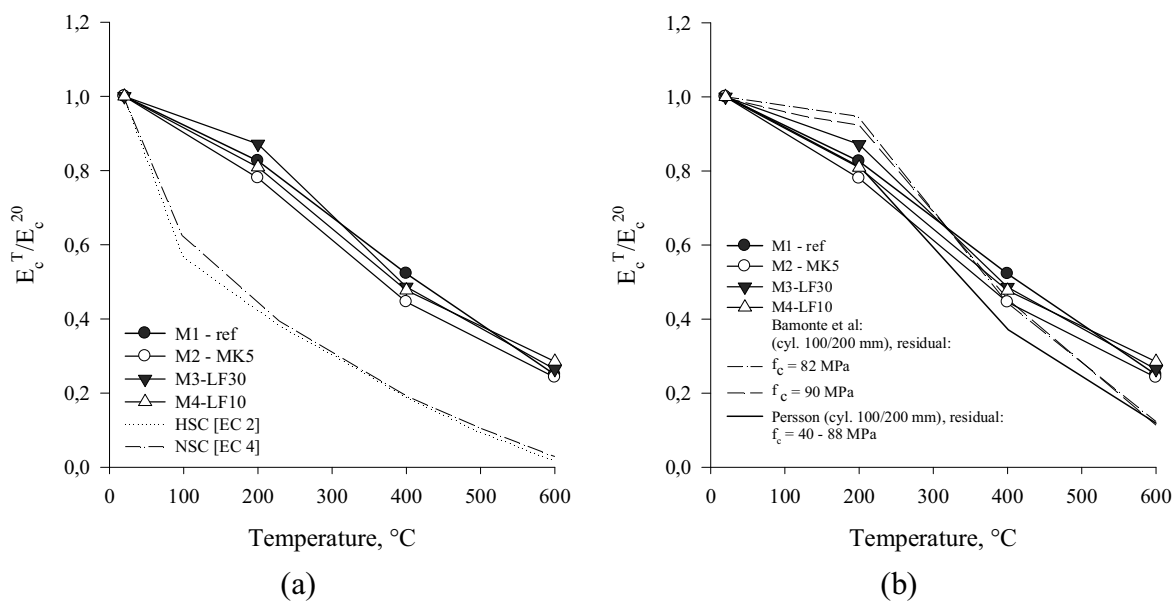 1,2
1,0
0,8
0,6
0,4
0,2
0,0
E_c^T/E_c^20
M1 - ref
M2 - MK5
M3-LF30
M4-LF10
HSC [EC 2]
NSC [EC 4]
0 100 200 300 400 500 600
Temperature, °C
(a)
1,2
1,0
0,8
0,6
0,4
0,2
0,0
E_c^T/E_c^20
M1 - ref
M2 - MK5
M3-LF30
M4-LF10
Bamonte et al:
(cyl. 100/200 mm), residual:
f_c = 82 MPa
f_c = 90 MPa
Persson (cyl. 100/200 mm), residual:
f_c = 40 - 88 MPa
0 100 200 300 400 500 600
Temperature, °C
(b)